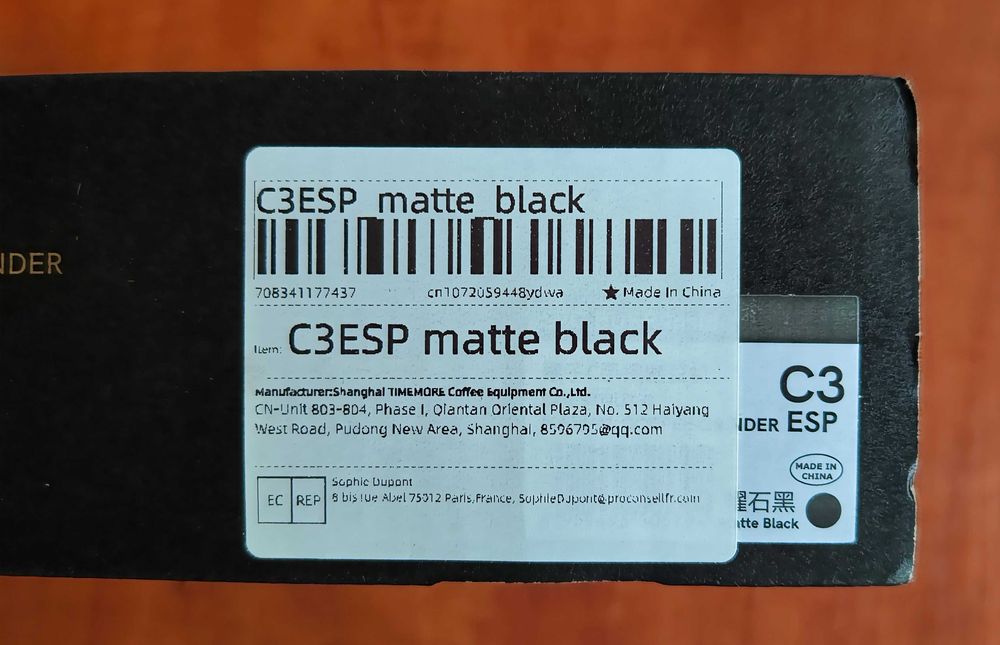 NDER
C3ESP matte black
708341177437 cn1072059448ydwa ★ Made In China
Item: C3ESP matte black
Manufacturer:Shanghai TIMEMORE Coffee Equipment Co.,Ltd.
CN-Unit 803-804, Phase I, Qiantan Oriental Plaza, No. 512 Haiyang
West Road, Pudong New Area, Shanghai, 8596795@qq.com
EC REP
Sophie Dupont
8 bis rue Abel 75012 Paris,France, SophieDupont@proconsellfr.com
C3
NDER ESP
MADE IN
CHINA
曜石黑
atte Black